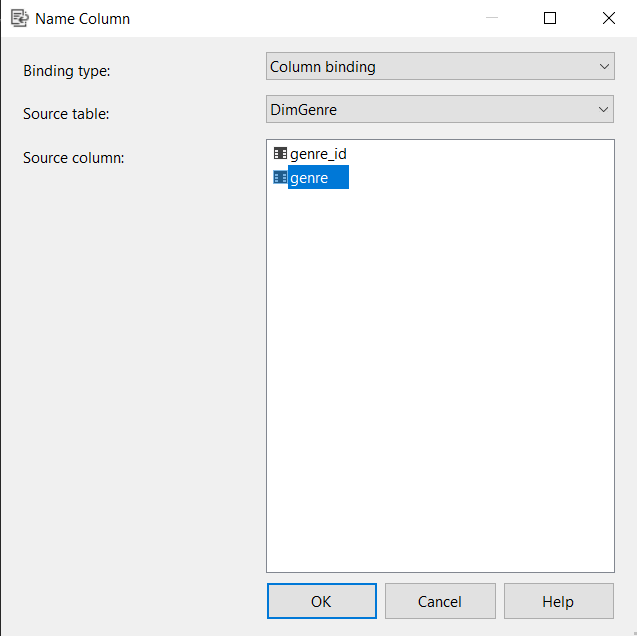 Name Column
Binding type:
Column binding
Source table:
DimGenre
Source column:
genre_id
genre
OK
Cancel
Help